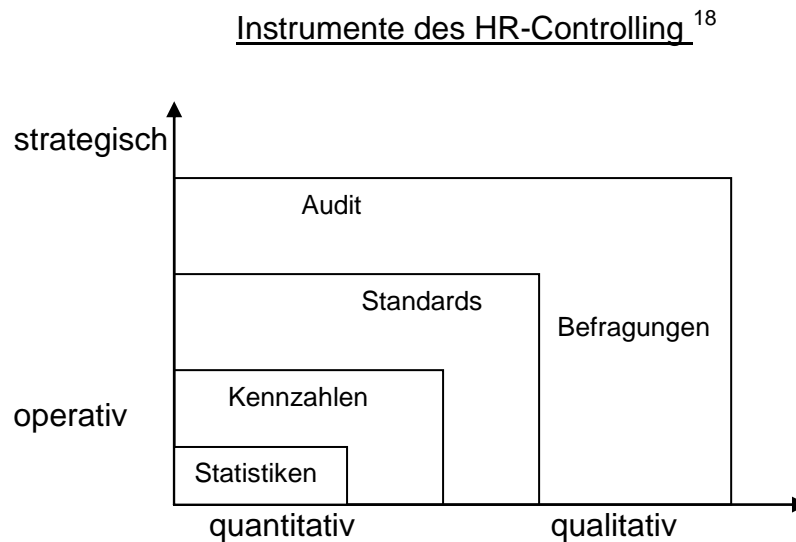 Instrumente des HR-Controlling 18
strategisch
Audit
Standards
Befragungen
Kennzahlen
operativ
Statistiken
quantitativ qualitativ